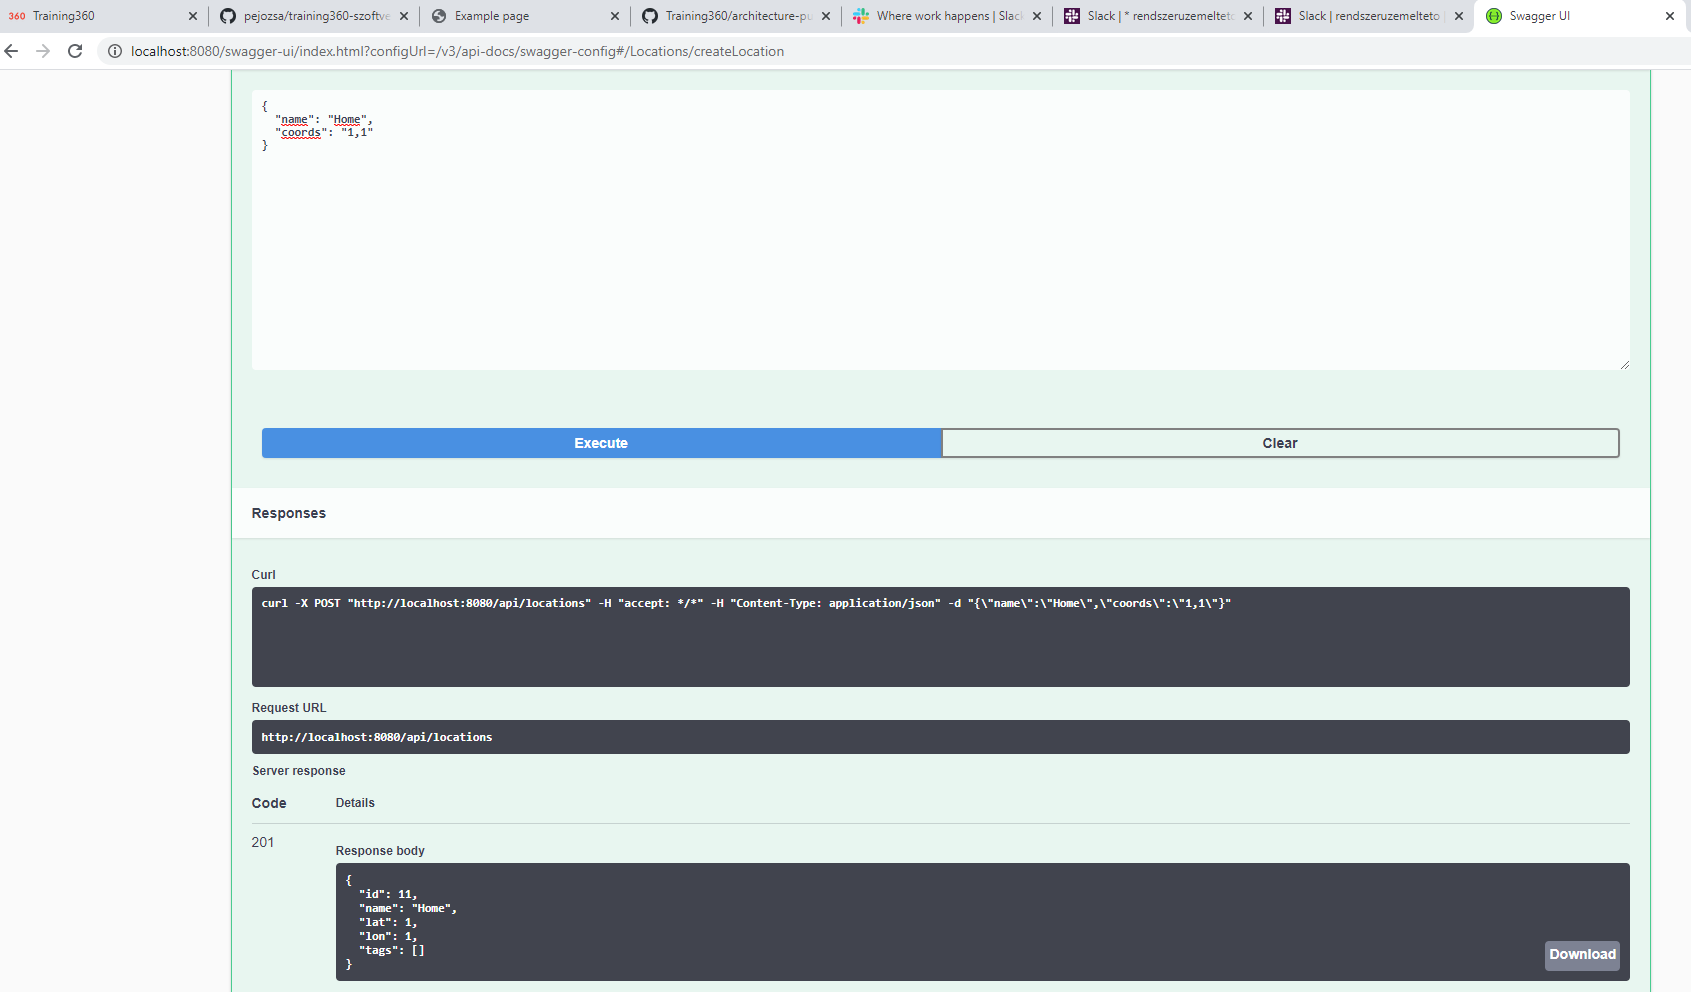 360 Training360
pejozsa/training360-szoftve
Example page
Training360/architecture-pu
Where work happens | Slac
Slack | * rendszeruzemeltet
Slack | rendszeruzemelteto
Swagger UI
localhost:8080/swagger-ui/index.html?configUrl=/v3/api-docs/swagger-config#/Locations/createLocation
{
"name": "Home",
"coords": "1,1"
}
Execute
Clear
Responses
Curl
curl -X POST "http://localhost:8080/api/locations" -H "accept: */*" -H "Content-Type: application/json" -d "{\"name\":\"Home\",\"coords\":\"1,1\"}"
Request URL
http://localhost:8080/api/locations
Server response
Code
Details
201
Response body
{
"id": 11,
"name": "Home",
"lat": 1,
"lon": 1,
"tags": []
}
Download